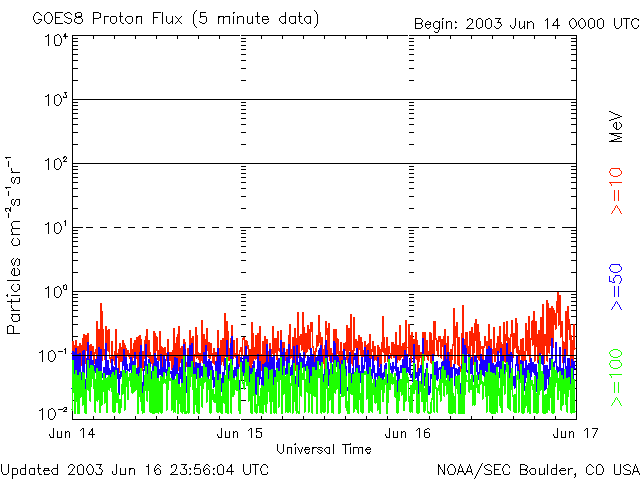 GOES8 Proton Flux (5 minute data)
Begin: 2003 Jun 14 0000 UTC
10⁴
10³
10²
10¹
10⁰
10⁻¹
10⁻²
Particles cm⁻²s⁻¹sr⁻¹
MeV
>=10
>=50
>=100
Jun 14
Jun 15
Jun 16
Jun 17
Universal Time
Updated 2003 Jun 16 23:56:04 UTC
NOAA/SEC Boulder, CO USA